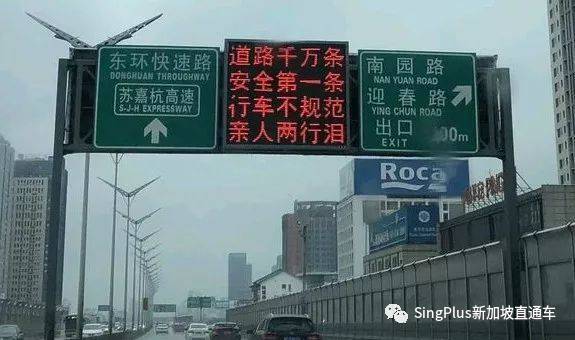 东环快速路
DONGHUAN THROUGHWAY
苏嘉杭高速
S-J-H EXPRESSWAY
道路千万条
安全第一条
行车不规范
亲人两行泪
南园路
NAN YUAN ROAD
迎春路
YING CHUN ROAD
出口
EXIT
Roca
SingPlus新加坡直通车